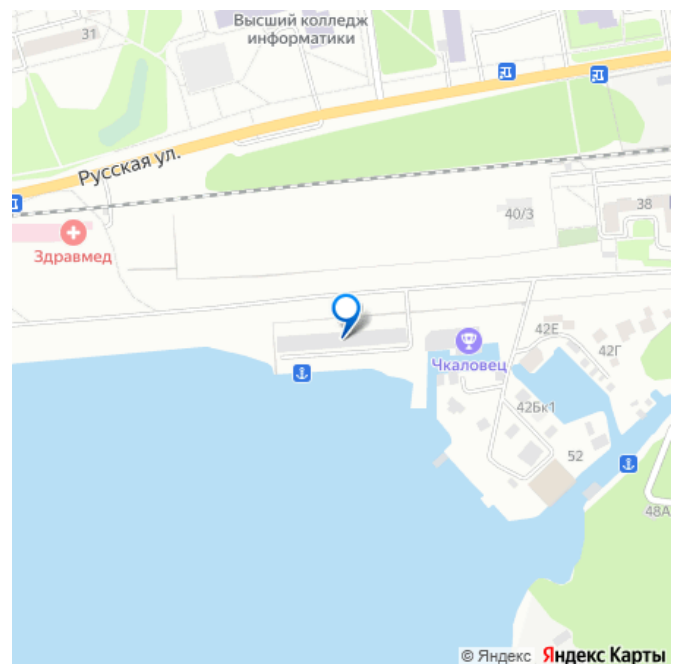 Высший колледж
информатики
31
Русская ул.
40/3
38
Здравмед
42Е
Чкаловец
42Г
42Бк1
52
48А
© Яндекс Яндекс Карты